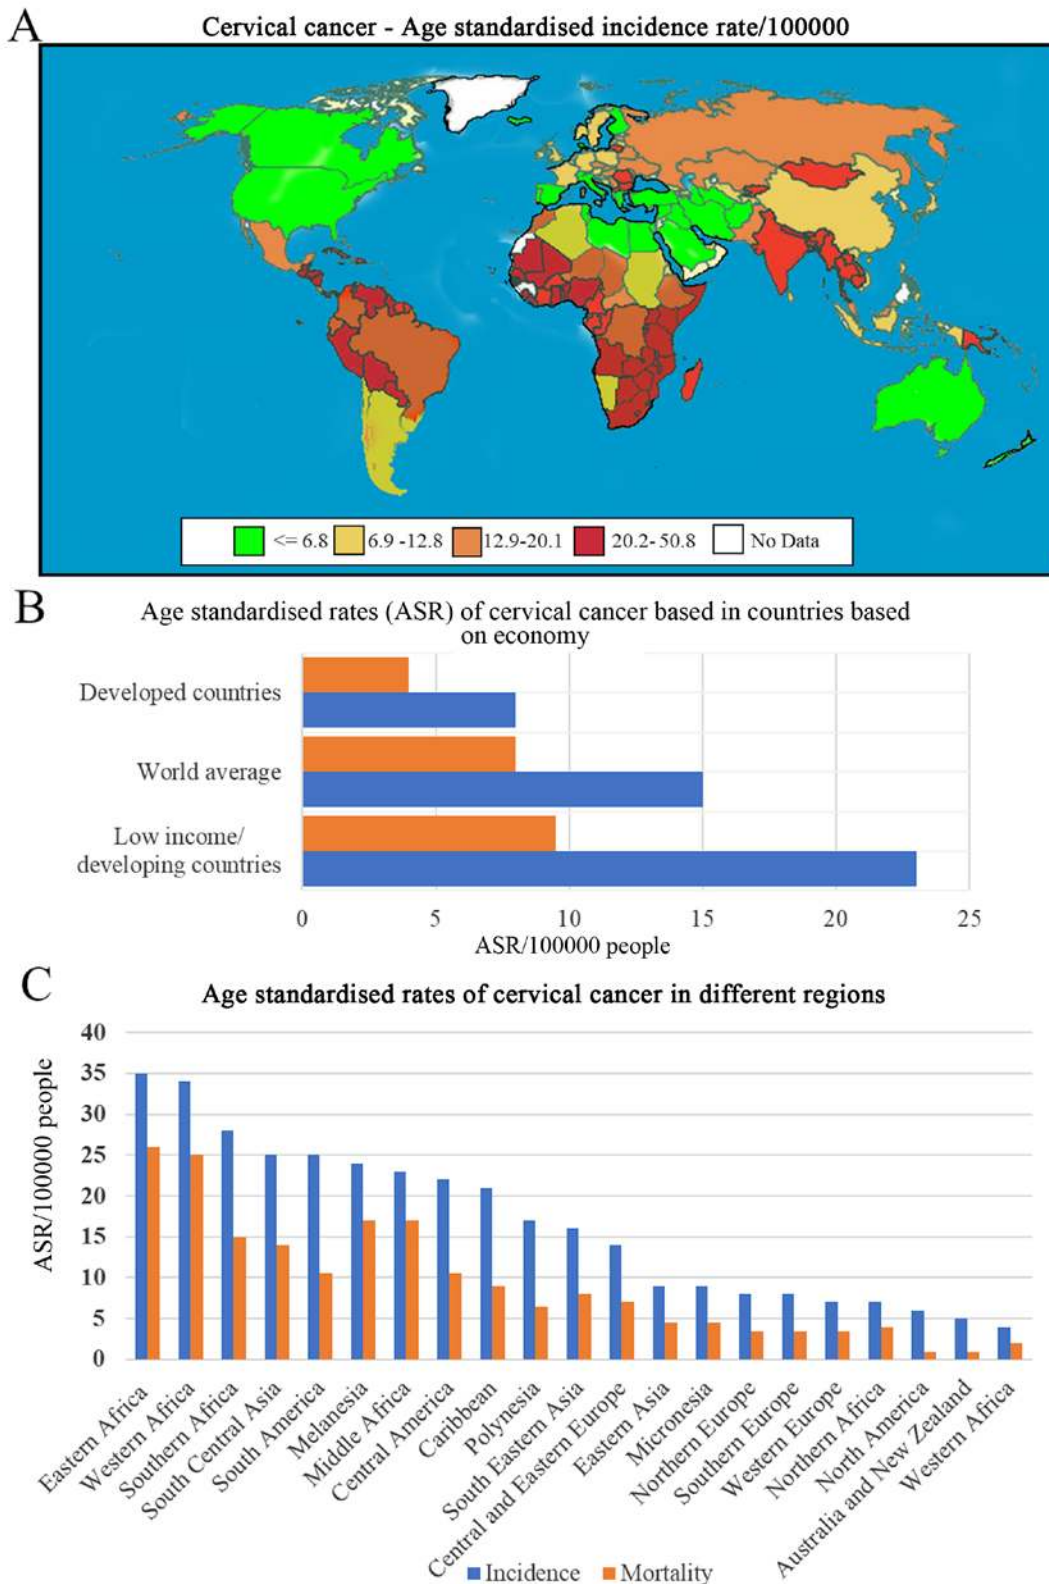 A
Cervical cancer - Age standardised incidence rate/100000
<= 6.8 6.9 -12.8 12.9-20.1 20.2- 50.8 No Data
B
Age standardised rates (ASR) of cervical cancer based in countries based
on economy
Developed countries
World average
Low income/
developing countries
0 5 10 15 20 25
ASR/100000 people
C
Age standardised rates of cervical cancer in different regions
ASR/100000 people
40
35
30
25
20
15
10
5
0
Eastern Africa
Western Africa
Southern Africa
South Central Asia
South America
Melanesia
Middle Africa
Central America
Caribbean
Polynesia
South Eastern Asia
Central and Eastern Europe
Eastern Asia
Micronesia
Northern Europe
Southern Europe
Western Europe
Northern Africa
North America
Australia and New Zealand
Western Africa
Incidence Mortality